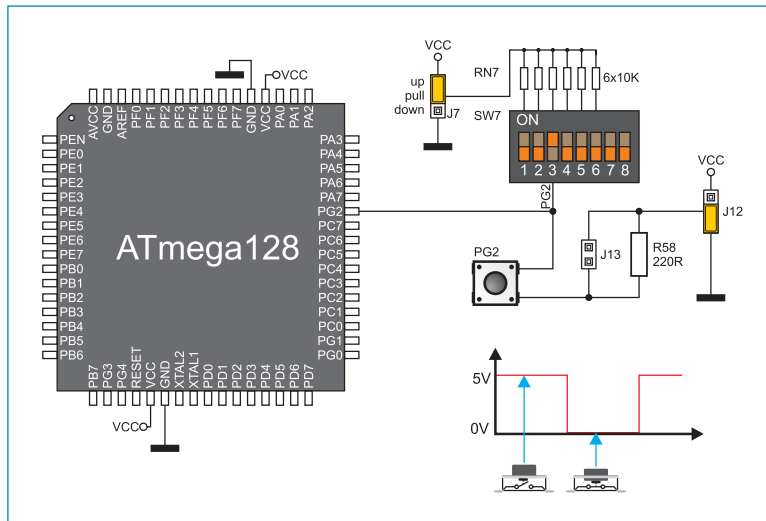 VCC
up
pull
down
J7
RN7
6x10K
SW7
ON
1 2 3 4 5 6 7 8
PG2
VCC
AVCC
GND
AREF
PF0
PF1
PF2
PF3
PF4
PF5
PF6
PF7
GND
VCC
PA0
PA1
PA2
PEN
PE0
PE1
PE2
PE3
PE4
PE5
PE6
PE7
PB0
PB1
PB2
PB3
PB4
PB5
PB6
ATmega128
PA3
PA4
PA5
PA6
PA7
PG2
PC7
PC6
PC5
PC4
PC3
PC2
PC1
PC0
PG1
PG0
PB7
PG3
PG4
RESET
VCC
GND
XTAL2
XTAL1
PD0
PD1
PD2
PD3
PD4
PD5
PD6
PD7
VCC
VCC
J12
PG2
J13
R58
220R
5V
0V